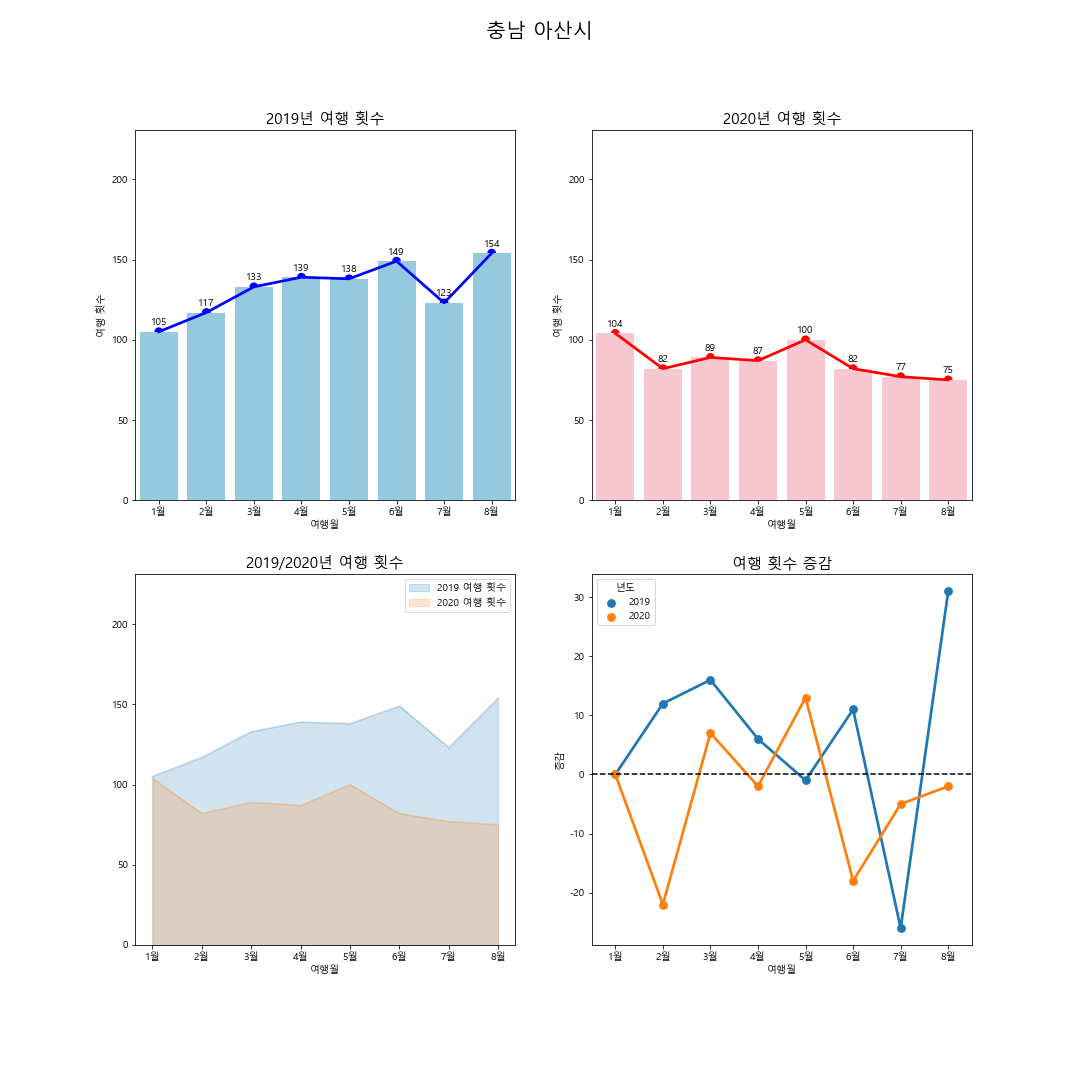 충남 아산시
2019년 여행 횟수
여행 횟수
200
150
100
50
0
105
117
133
139
138
149
123
154
1월 2월 3월 4월 5월 6월 7월 8월
여행월
2020년 여행 횟수
여행 횟수
200
150
100
50
0
104
82
89
87
100
82
77
75
1월 2월 3월 4월 5월 6월 7월 8월
여행월
2019/2020년 여행 횟수
2019 여행 횟수
2020 여행 횟수
200
150
100
50
0
1월 2월 3월 4월 5월 6월 7월 8월
여행월
여행 횟수 증감
년도
2019
2020
증감
30
20
10
0
-10
-20
1월 2월 3월 4월 5월 6월 7월 8월
여행월